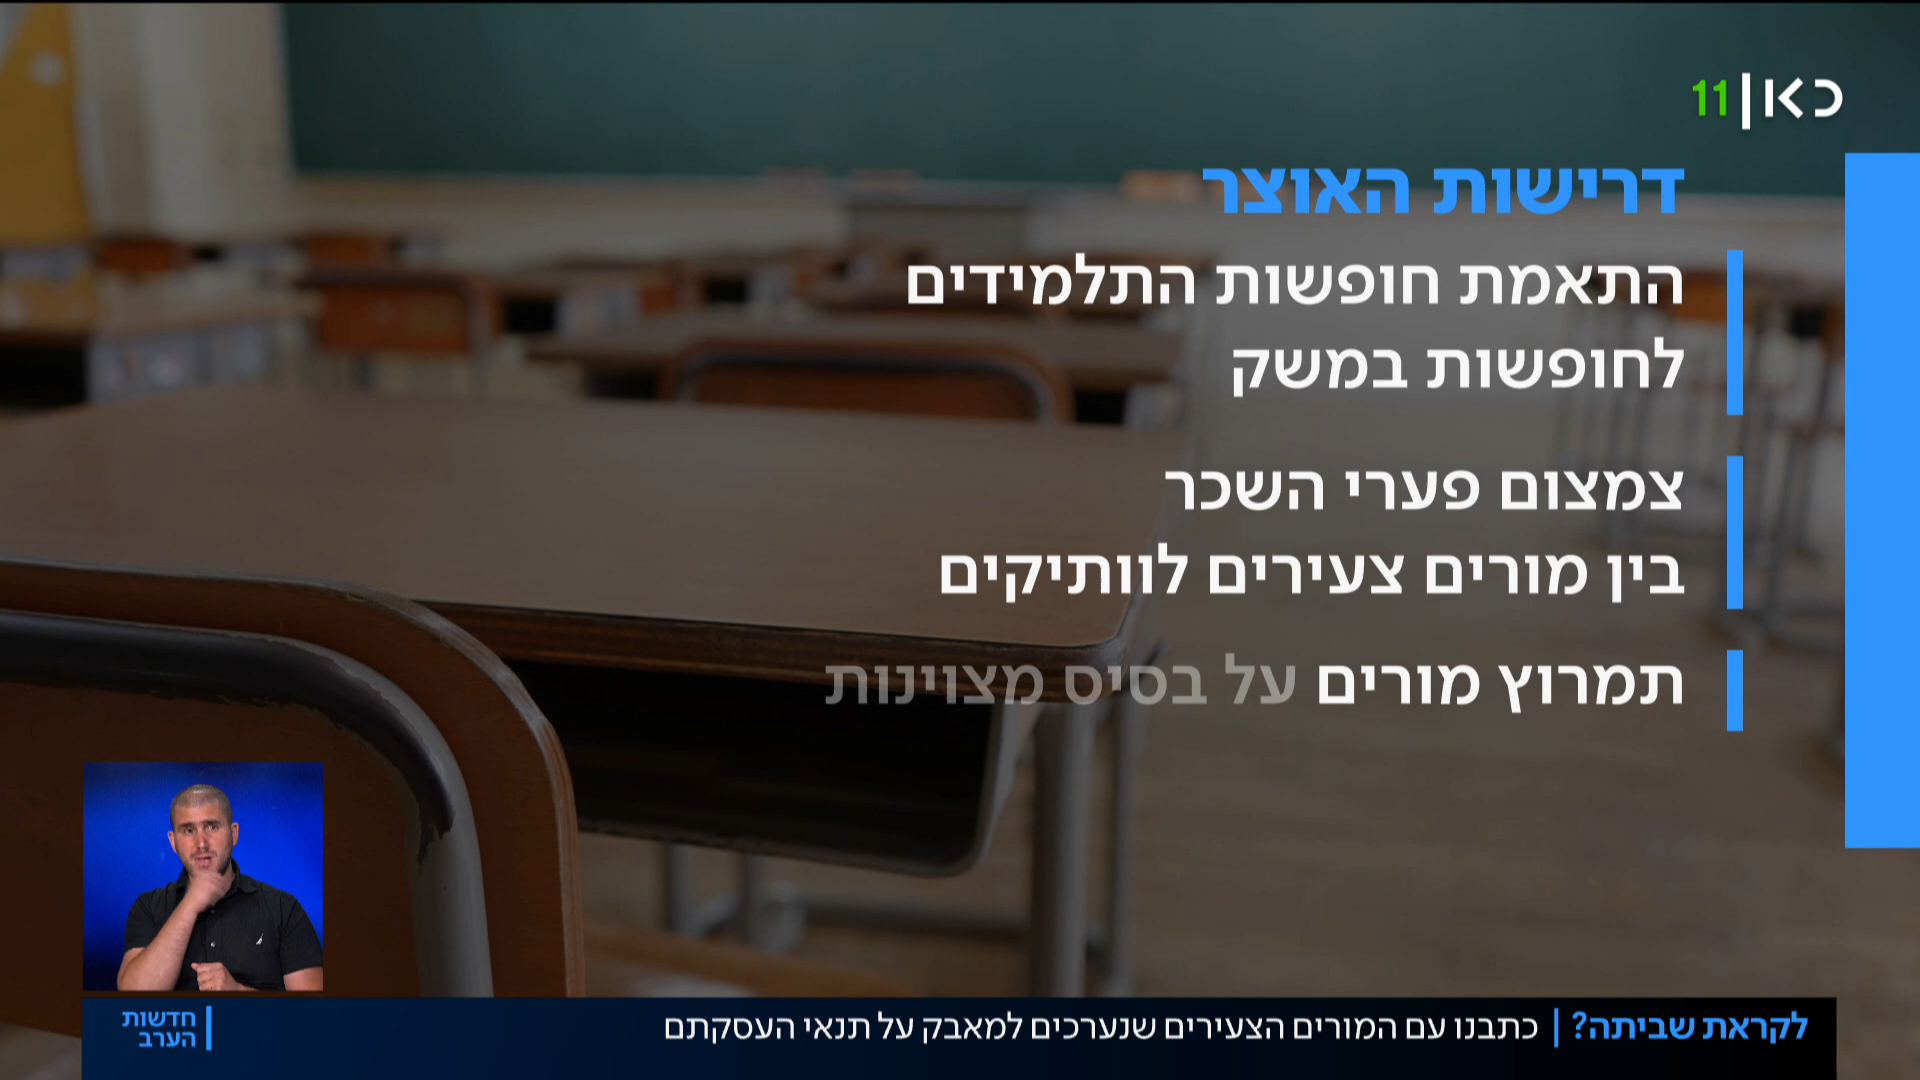 כאן|11
דרישות האוצר
התאמת חופשות התלמידים
לחופשות במשק
צמצום פערי השכר
בין מורים צעירים לוותיקים
תמרוץ מורים על בסיס מצוינות
לקראת שביתה? | כתבנו עם המורים הצעירים שנערכים למאבק על תנאי העסקתם
חדשות
הערב